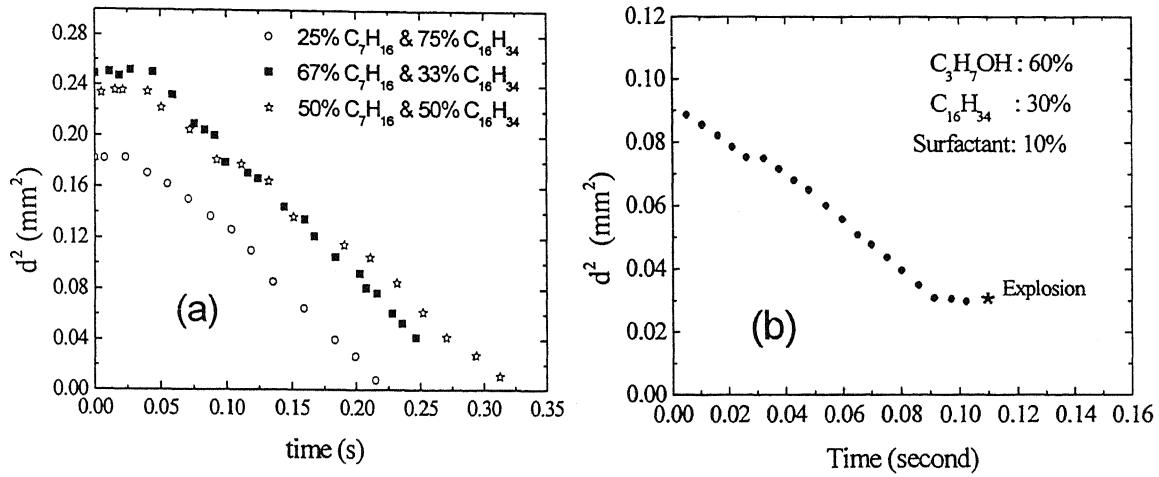 0.28
0.24
0.20
0.16
0.12
0.08
0.04
0.00
d² (mm²)
25% C₇H₁₆ & 75% C₁₆H₃₄
67% C₇H₁₆ & 33% C₁₆H₃₄
50% C₇H₁₆ & 50% C₁₆H₃₄
(a)
0.00 0.05 0.10 0.15 0.20 0.25 0.30 0.35
time (s)
0.12
0.10
0.08
0.06
0.04
0.02
0.00
d² (mm²)
C₃H₇OH : 60%
C₁₆H₃₄ : 30%
Surfactant: 10%
Explosion
(b)
0.00 0.02 0.04 0.06 0.08 0.10 0.12 0.14 0.16
Time (second)